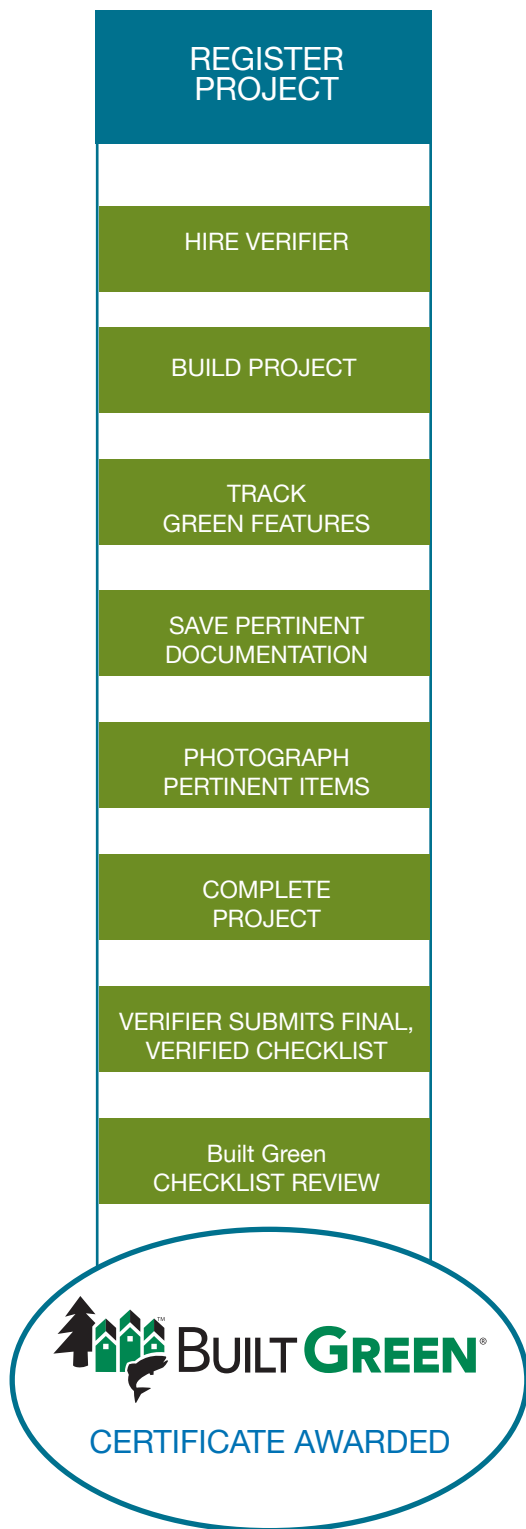 REGISTER
PROJECT
HIRE VERIFIER
BUILD PROJECT
TRACK
GREEN FEATURES
SAVE PERTINENT
DOCUMENTATION
PHOTOGRAPH
PERTINENT ITEMS
COMPLETE
PROJECT
VERIFIER SUBMITS FINAL,
VERIFIED CHECKLIST
Built Green
CHECKLIST REVIEW
™
BUILT GREEN®
CERTIFICATE AWARDED